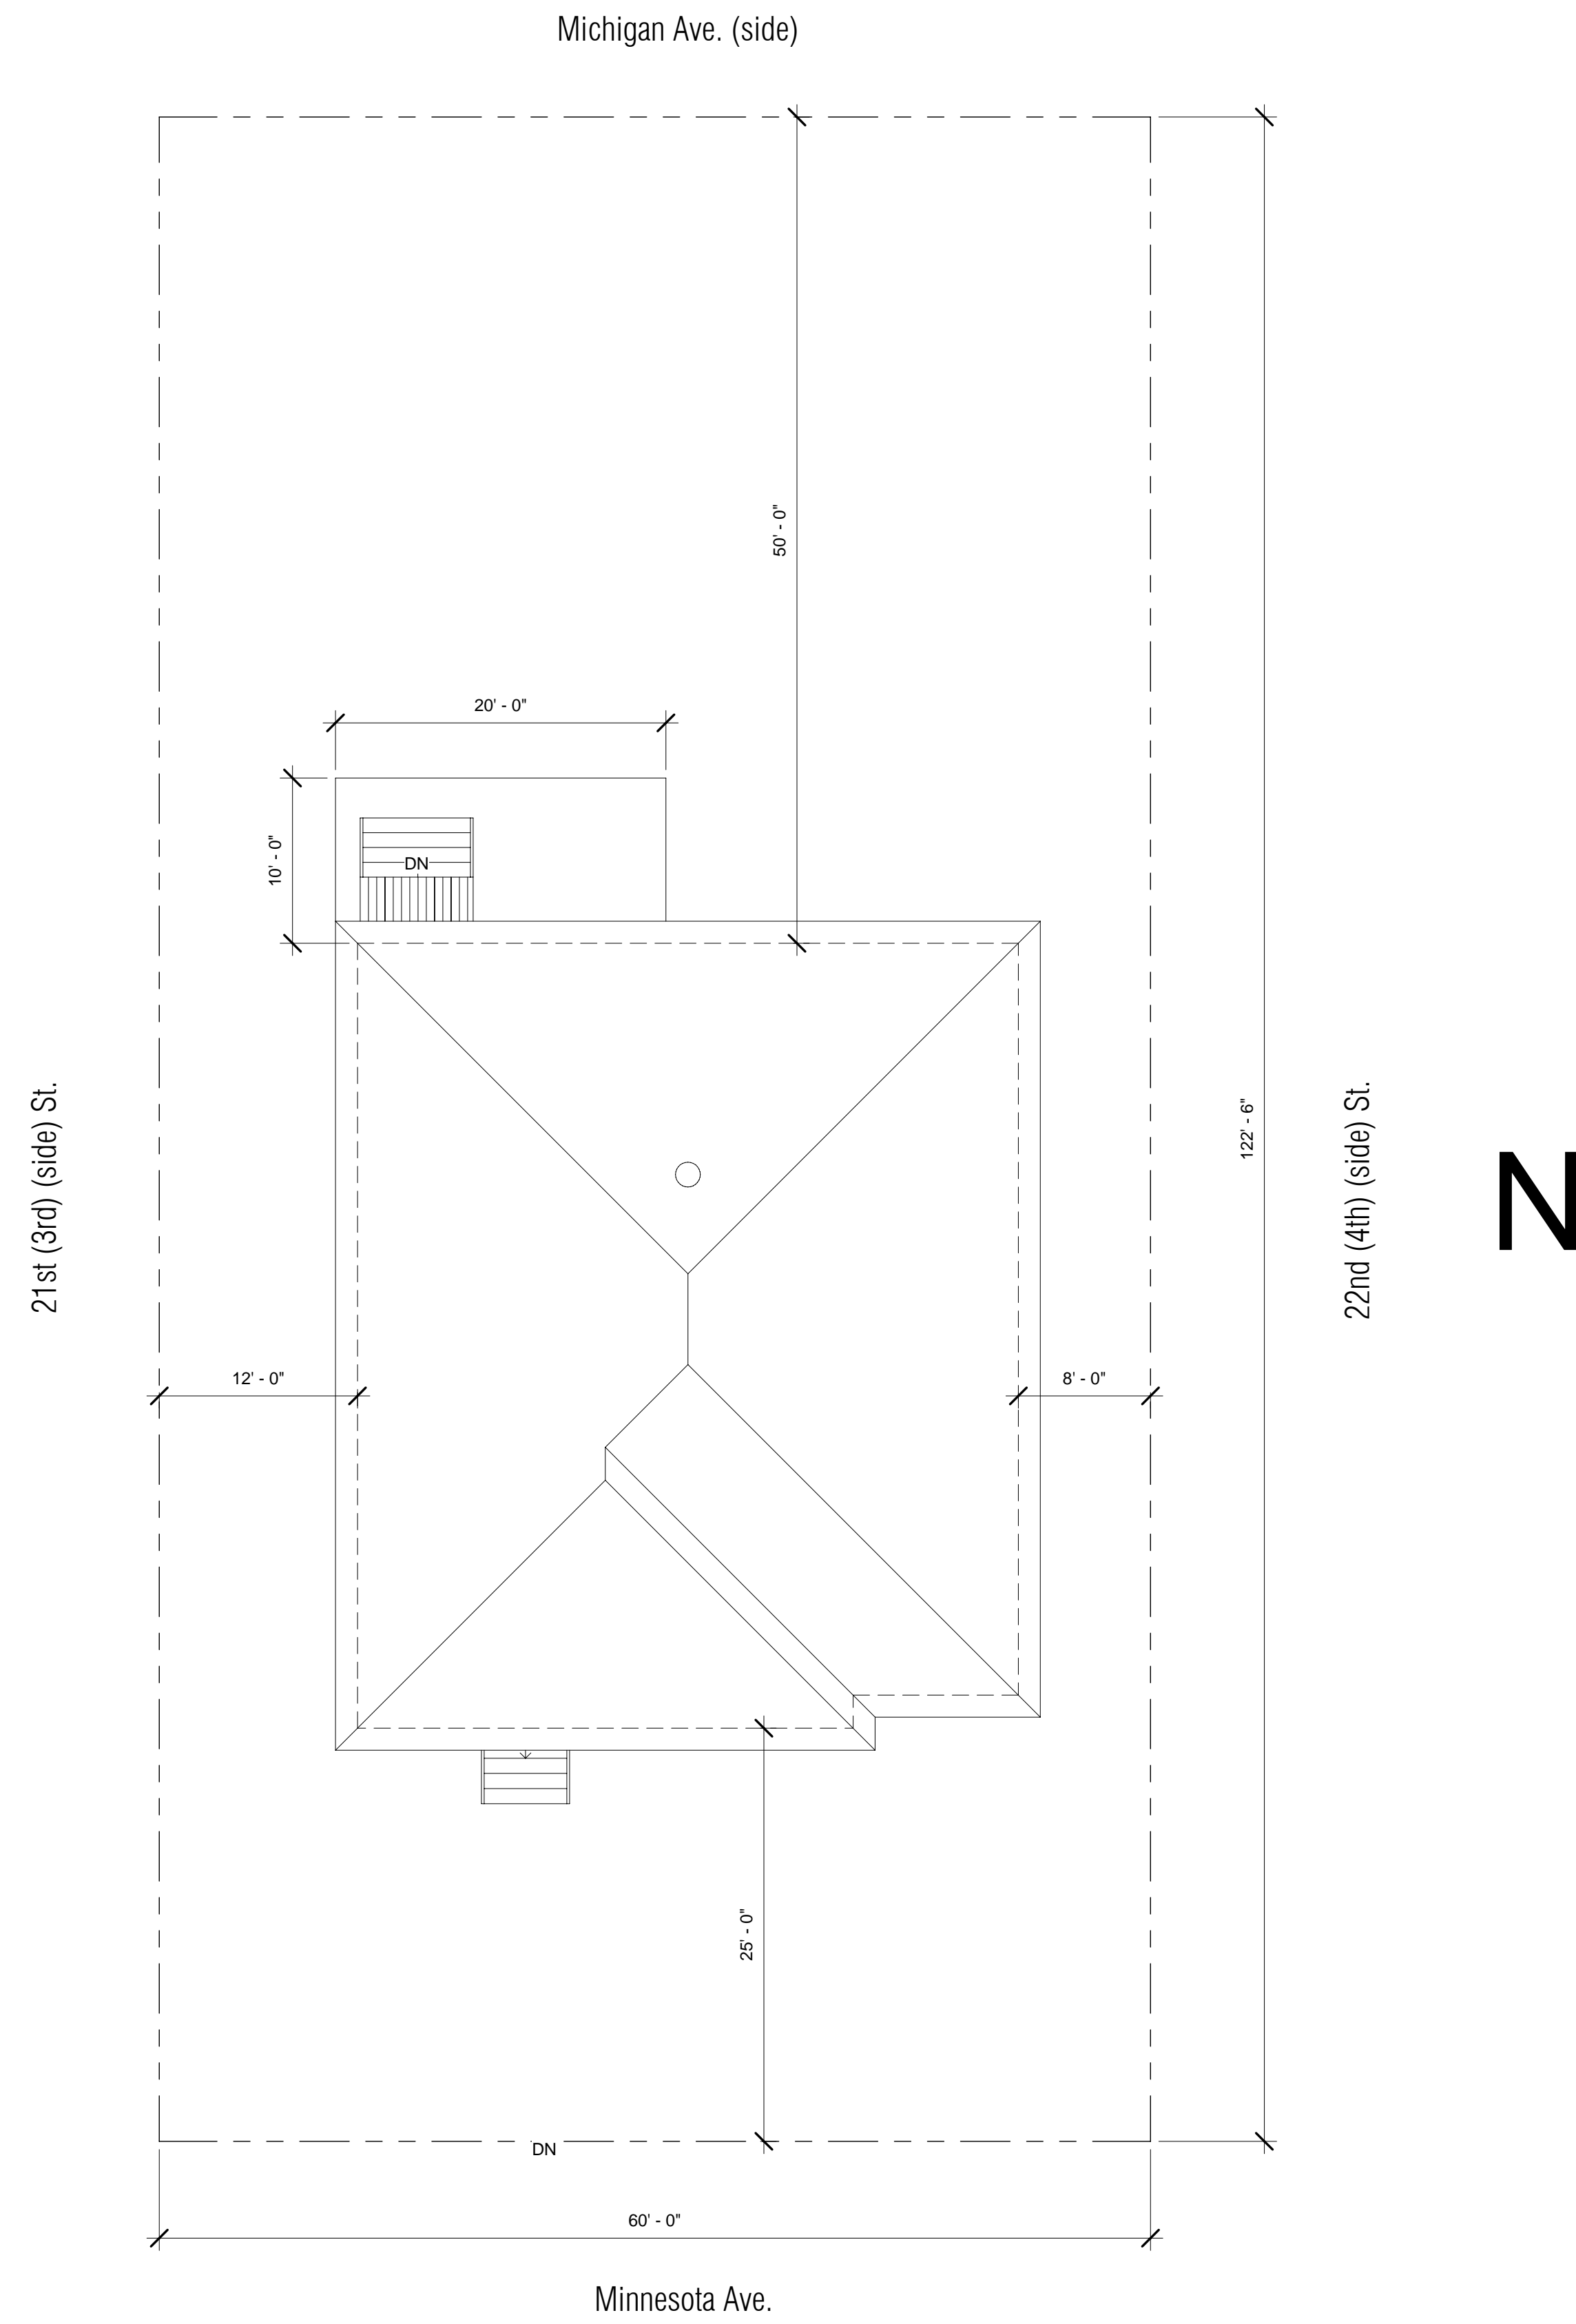 Michigan Ave. (side)
50' - 0"
20' - 0"
10' - 0"
DN
21st (3rd) (side) St.
122' - 6"
22nd (4th) (side) St.
N
12' - 0"
8' - 0"
25' - 0"
DN
60' - 0"
Minnesota Ave.